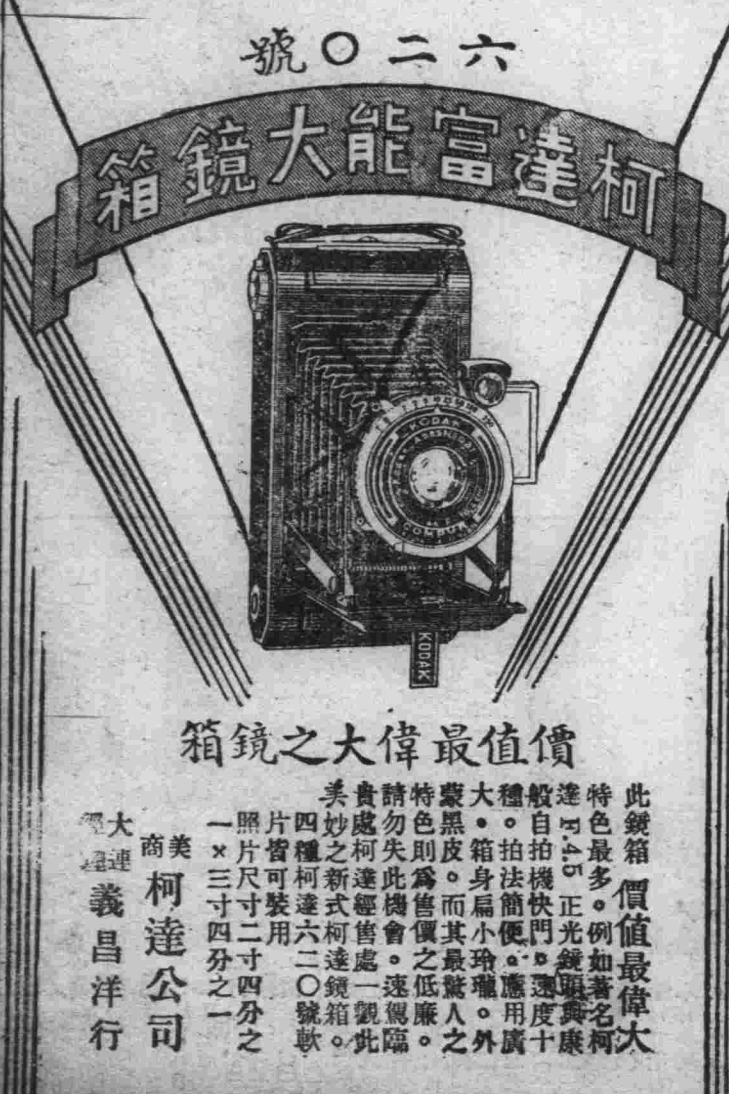 六二〇號
柯達富能大鏡箱
KODAK
KODAK
價值最偉大之鏡箱
此鏡箱價值最偉大
特色最多。例如著名柯
達 F.4.5 正光鏡頭與康
般自拍機快門。速度十
種。拍法簡便。應用廣
大。箱身扁小玲瓏。外
蒙黑皮。而其最驚人之
特色則為售價之低廉。
請勿失此機會。速駕臨
貴處柯達經售處一觀此
美妙之新式柯達鏡箱。
四種柯達六二〇號軟
片皆可裝用
照片尺寸二寸四分之
一×三寸四分之一
美商 柯達公司
大連經理 義昌洋行